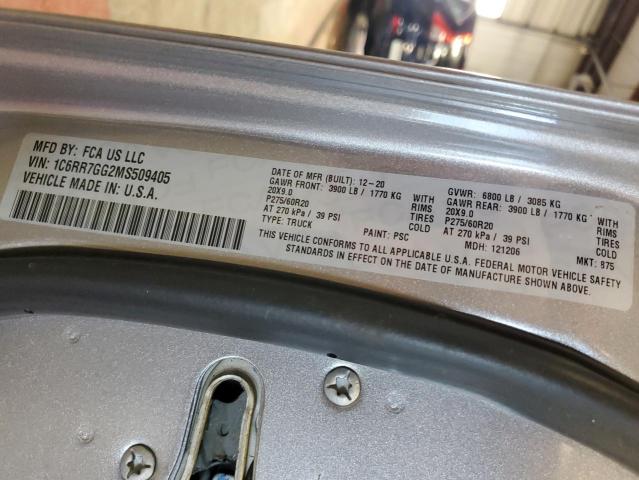 MFD BY: FCA US LLC
VIN: 1C6RR7GG2MS509405
VEHICLE MADE IN U.S.A.
DATE OF MFR (BUILT): 12-20
GAWR FRONT: 3900 LB / 1770 KG WITH
20X9.0 RIMS
P275/60R20 TIRES
AT 270 kPa / 39 PSI COLD
TYPE: TRUCK PAINT: PSC
GVWR: 6800 LB / 3085 KG
GAWR REAR: 3900 LB / 1770 KG WITH
20X9.0 RIMS
P275/60R20 TIRES
AT 270 kPa / 39 PSI COLD
MDH: 121206 MKT: 875
THIS VEHICLE CONFORMS TO ALL APPLICABLE U.S.A. FEDERAL MOTOR VEHICLE SAFETY
STANDARDS IN EFFECT ON THE DATE OF MANUFACTURE SHOWN ABOVE.